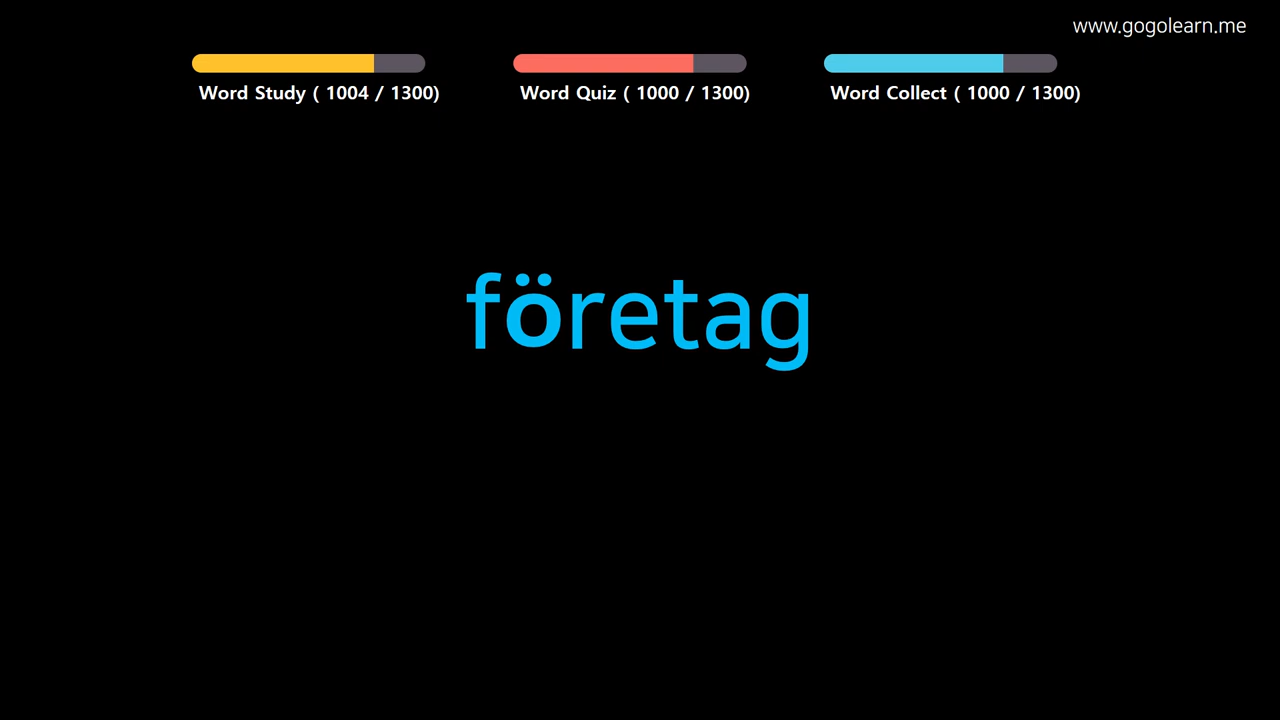 www.gogolearn.me
Word Study ( 1004 / 1300)
Word Quiz ( 1000 / 1300)
Word Collect ( 1000 / 1300)
företag